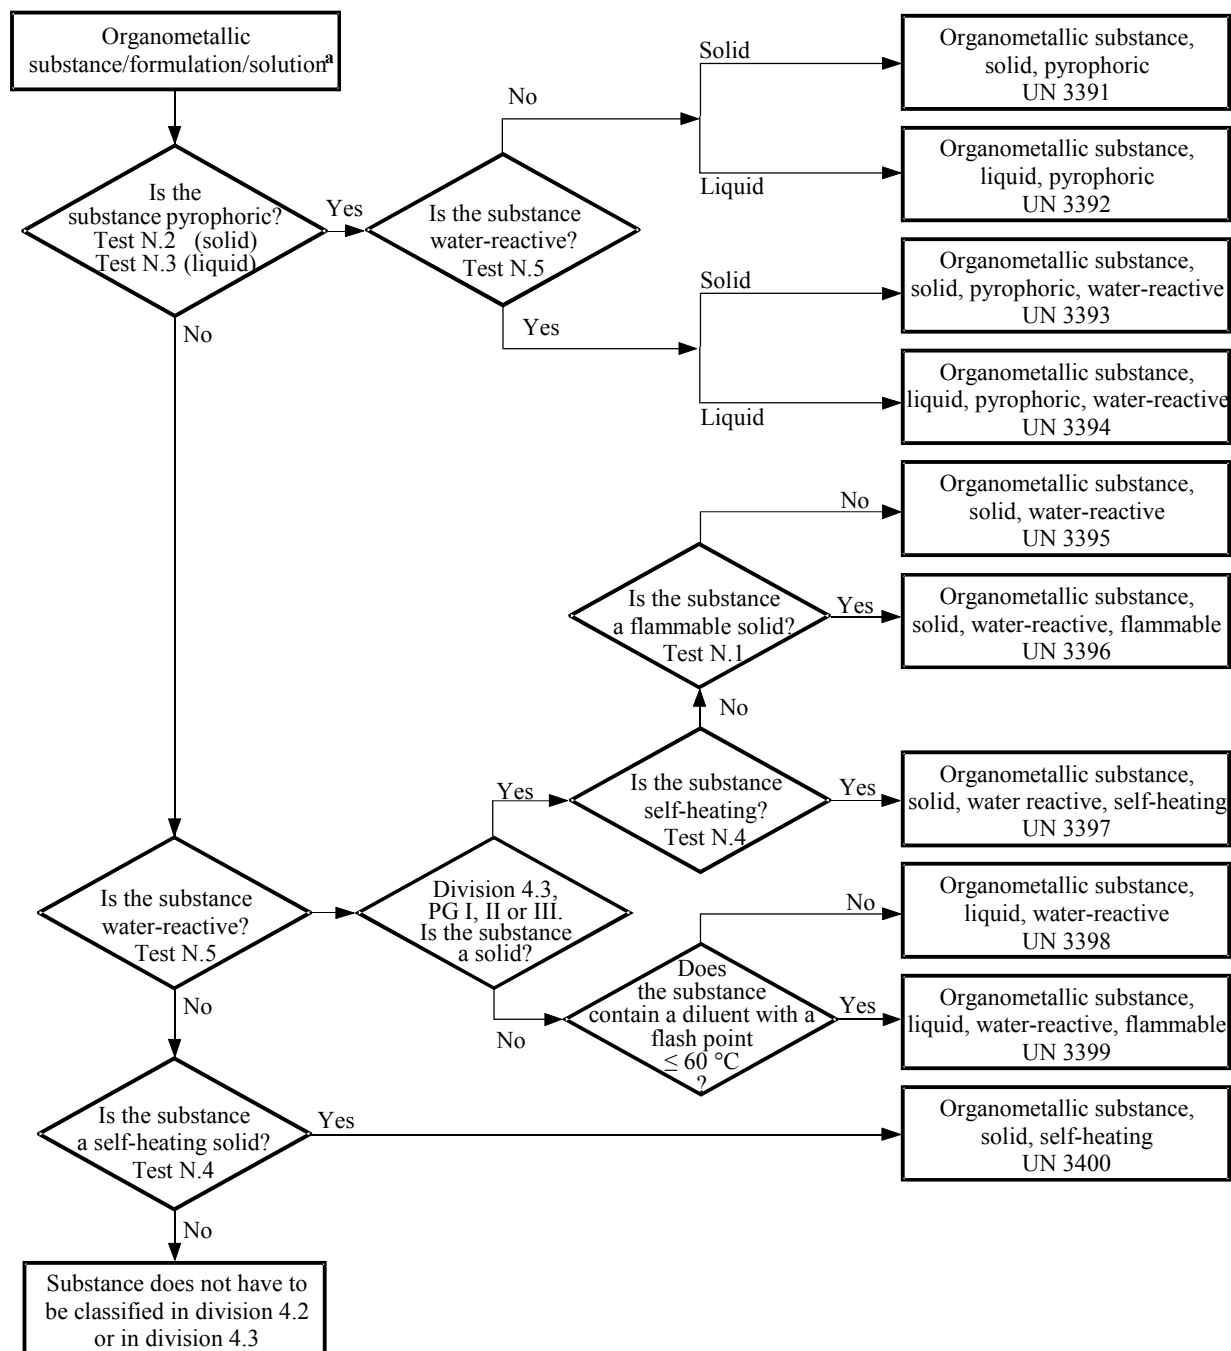 Organometallic
substance/formulation/solutionª
Is the
substance pyrophoric?
Test N.2 (solid)
Test N.3 (liquid)
Yes
No
Is the substance
water-reactive?
Test N.5
No
Yes
Solid
Liquid
Solid
Liquid
Organometallic substance,
solid, pyrophoric
UN 3391
Organometallic substance,
liquid, pyrophoric
UN 3392
Organometallic substance,
solid, pyrophoric, water-reactive
UN 3393
Organometallic substance,
liquid, pyrophoric, water-reactive
UN 3394
No
Organometallic substance,
solid, water-reactive
UN 3395
Is the substance
a flammable solid?
Test N.1
Yes
Organometallic substance,
solid, water-reactive, flammable
UN 3396
No
Is the substance
self-heating?
Test N.4
Yes
Organometallic substance,
solid, water reactive, self-heating
UN 3397
Yes
Is the substance
water-reactive?
Test N.5
Division 4.3,
PG I, II or III.
Is the substance
a solid?
No
No
Organometallic substance,
liquid, water-reactive
UN 3398
Does
the substance
contain a diluent with a
flash point
≤ 60 °C
?
Yes
Organometallic substance,
liquid, water-reactive, flammable
UN 3399
No
Is the substance
a self-heating solid?
Test N.4
Yes
Organometallic substance,
solid, self-heating
UN 3400
No
Substance does not have to
be classified in division 4.2
or in division 4.3